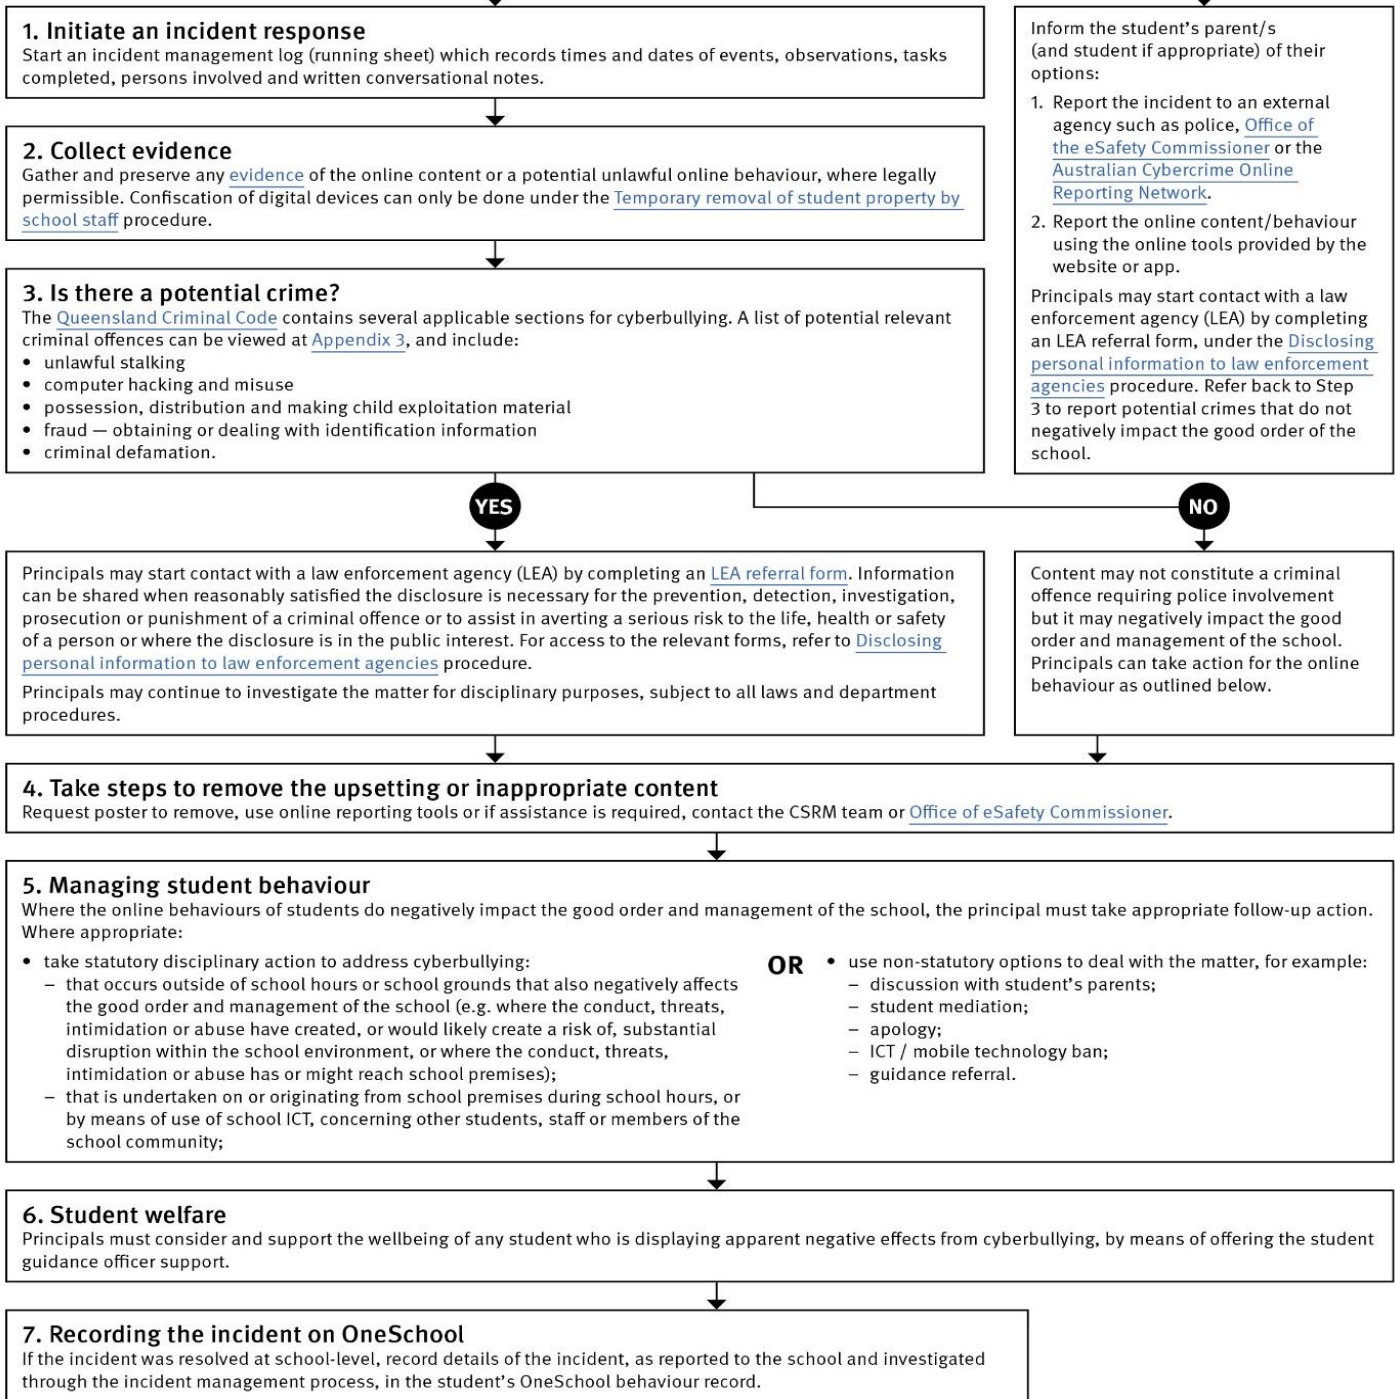 1. Initiate an incident response
Start an incident management log (running sheet) which records times and dates of events, observations, tasks
completed, persons involved and written conversational notes.
2. Collect evidence
Gather and preserve any evidence of the online content or a potential unlawful online behaviour, where legally
permissible. Confiscation of digital devices can only be done under the Temporary removal of student property by
school staff procedure.
3. Is there a potential crime?
The Queensland Criminal Code contains several applicable sections for cyberbullying. A list of potential relevant
criminal offences can be viewed at Appendix 3, and include:
• unlawful stalking
• computer hacking and misuse
• possession, distribution and making child exploitation material
• fraud — obtaining or dealing with identification information
• criminal defamation.
Inform the student's parent/s
(and student if appropriate) of their
options:
1. Report the incident to an external
agency such as police, Office of
the eSafety Commissioner or the
Australian Cybercrime Online
Reporting Network.
2. Report the online content/behaviour
using the online tools provided by the
website or app.
Principals may start contact with a law
enforcement agency (LEA) by completing
an LEA referral form, under the Disclosing
personal information to law enforcement
agencies procedure. Refer back to Step
3 to report potential crimes that do not
negatively impact the good order of the
school.
YES
NO
Principals may start contact with a law enforcement agency (LEA) by completing an LEA referral form. Information
can be shared when reasonably satisfied the disclosure is necessary for the prevention, detection, investigation,
prosecution or punishment of a criminal offence or to assist in averting a serious risk to the life, health or safety
of a person or where the disclosure is in the public interest. For access to the relevant forms, refer to Disclosing
personal information to law enforcement agencies procedure.
Principals may continue to investigate the matter for disciplinary purposes, subject to all laws and department
procedures.
Content may not constitute a criminal
offence requiring police involvement
but it may negatively impact the good
order and management of the school.
Principals can take action for the online
behaviour as outlined below.
4. Take steps to remove the upsetting or inappropriate content
Request poster to remove, use online reporting tools or if assistance is required, contact the CSRM team or Office of eSafety Commissioner.
5. Managing student behaviour
Where the online behaviours of students do negatively impact the good order and management of the school, the principal must take appropriate follow-up action.
Where appropriate:
• take statutory disciplinary action to address cyberbullying:
– that occurs outside of school hours or school grounds that also negatively affects
the good order and management of the school (e.g. where the conduct, threats,
intimidation or abuse have created, or would likely create a risk of, substantial
disruption within the school environment, or where the conduct, threats,
intimidation or abuse has or might reach school premises);
– that is undertaken on or originating from school premises during school hours, or
by means of use of school ICT, concerning other students, staff or members of the
school community;
OR
• use non-statutory options to deal with the matter, for example:
– discussion with student's parents;
– student mediation;
– apology;
– ICT / mobile technology ban;
– guidance referral.
6. Student welfare
Principals must consider and support the wellbeing of any student who is displaying apparent negative effects from cyberbullying, by means of offering the student
guidance officer support.
7. Recording the incident on OneSchool
If the incident was resolved at school-level, record details of the incident, as reported to the school and investigated
through the incident management process, in the student's OneSchool behaviour record.